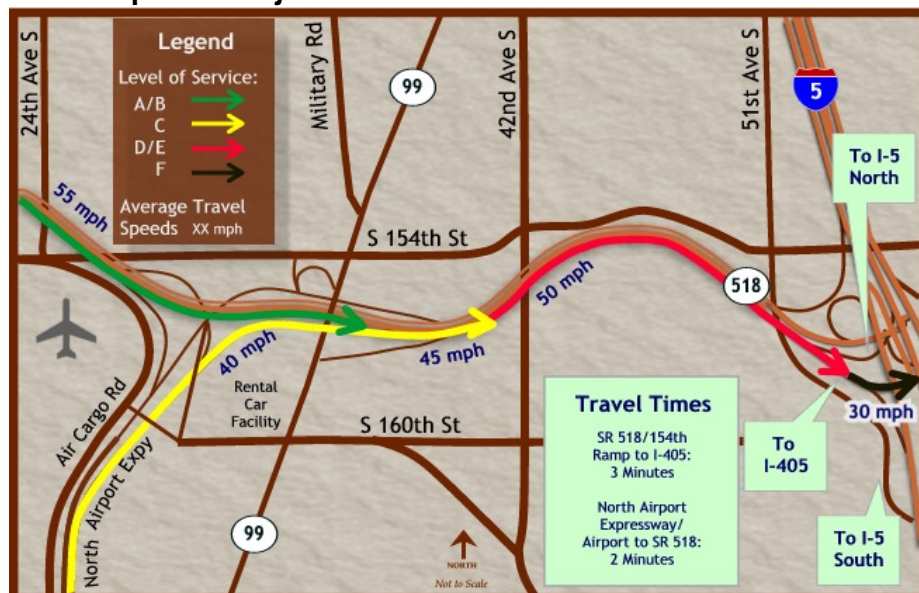 Legend
Level of Service:
A/B
C
D/E
F
Average Travel
Speeds XX mph
24th Ave S
Military Rd
99
42nd Ave S
51st Ave S
5
To I-5
North
55 mph
S 154th St
50 mph
518
40 mph
45 mph
Rental
Car
Facility
Air Cargo Rd
North Airport Expy
S 160th St
99
NORTH
Not to Scale
Travel Times
SR 518/154th
Ramp to I-405:
3 Minutes
North Airport
Expressway/
Airport to SR 518:
2 Minutes
To
I-405
30 mph
To I-5
South